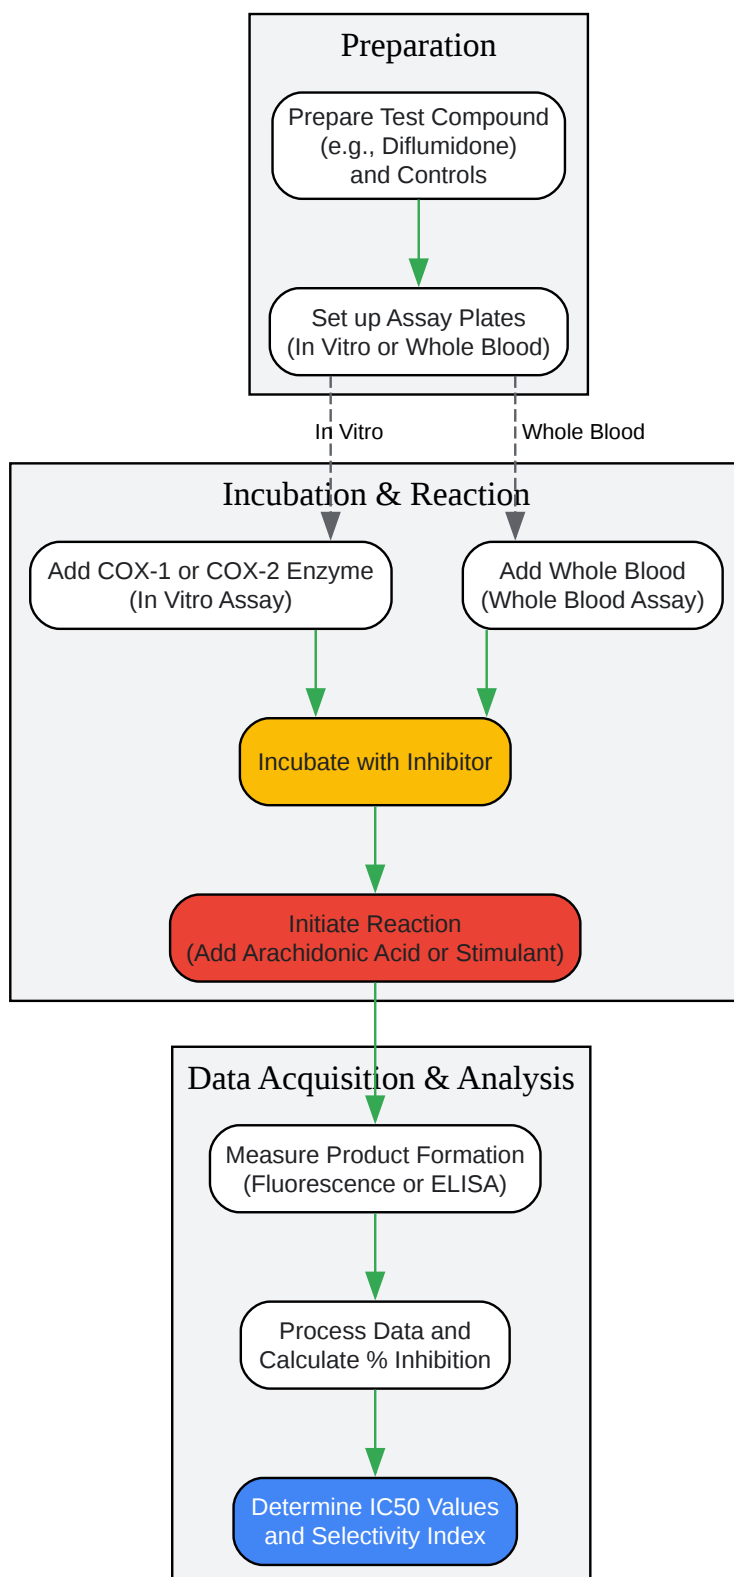 Preparation
Prepare Test Compound
(e.g., Diflumidone)
and Controls
Set up Assay Plates
(In Vitro or Whole Blood)
In Vitro
Whole Blood
Incubation & Reaction
Add COX-1 or COX-2 Enzyme
(In Vitro Assay)
Add Whole Blood
(Whole Blood Assay)
Incubate with Inhibitor
Initiate Reaction
(Add Arachidonic Acid or Stimulant)
Data Acquisition & Analysis
Measure Product Formation
(Fluorescence or ELISA)
Process Data and
Calculate % Inhibition
Determine IC50 Values
and Selectivity Index